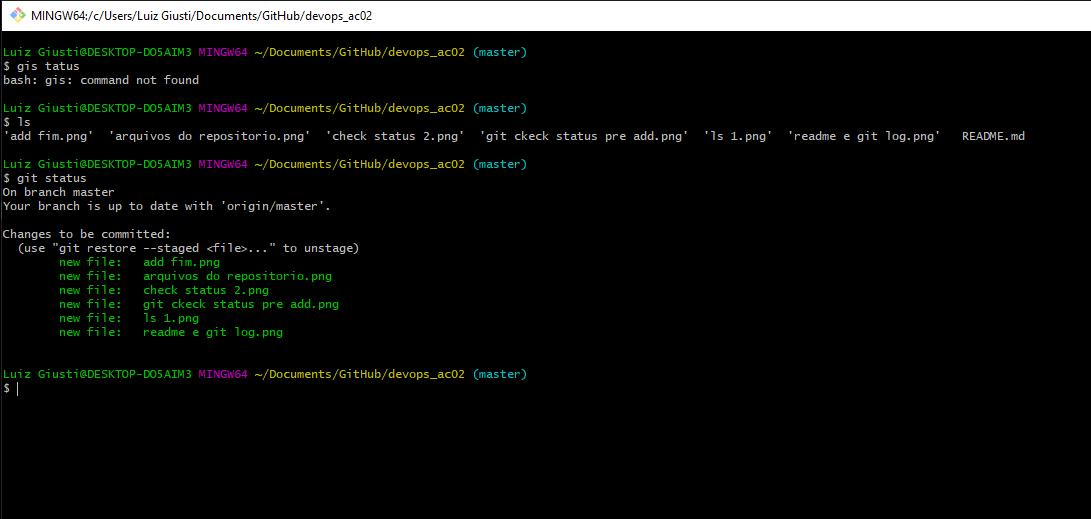 MINGW64:/c/Users/Luiz Giusti/Documents/GitHub/devops_ac02
Luiz Giusti@DESKTOP-DO5AIM3 MINGW64 ~/Documents/GitHub/devops_ac02 (master)
$ gis tatus
bash: gis: command not found
Luiz Giusti@DESKTOP-DO5AIM3 MINGW64 ~/Documents/GitHub/devops_ac02 (master)
$ ls
'add fim.png'  'arquivos do repositorio.png'  'check status 2.png'  'git ckeck status pre add.png'  'ls 1.png'  'readme e git log.png'   README.md
Luiz Giusti@DESKTOP-DO5AIM3 MINGW64 ~/Documents/GitHub/devops_ac02 (master)
$ git status
On branch master
Your branch is up to date with 'origin/master'.
Changes to be committed:
  (use "git restore --staged <file>..." to unstage)
        new file:   add fim.png
        new file:   arquivos do repositorio.png
        new file:   check status 2.png
        new file:   git ckeck status pre add.png
        new file:   ls 1.png
        new file:   readme e git log.png
Luiz Giusti@DESKTOP-DO5AIM3 MINGW64 ~/Documents/GitHub/devops_ac02 (master)
$